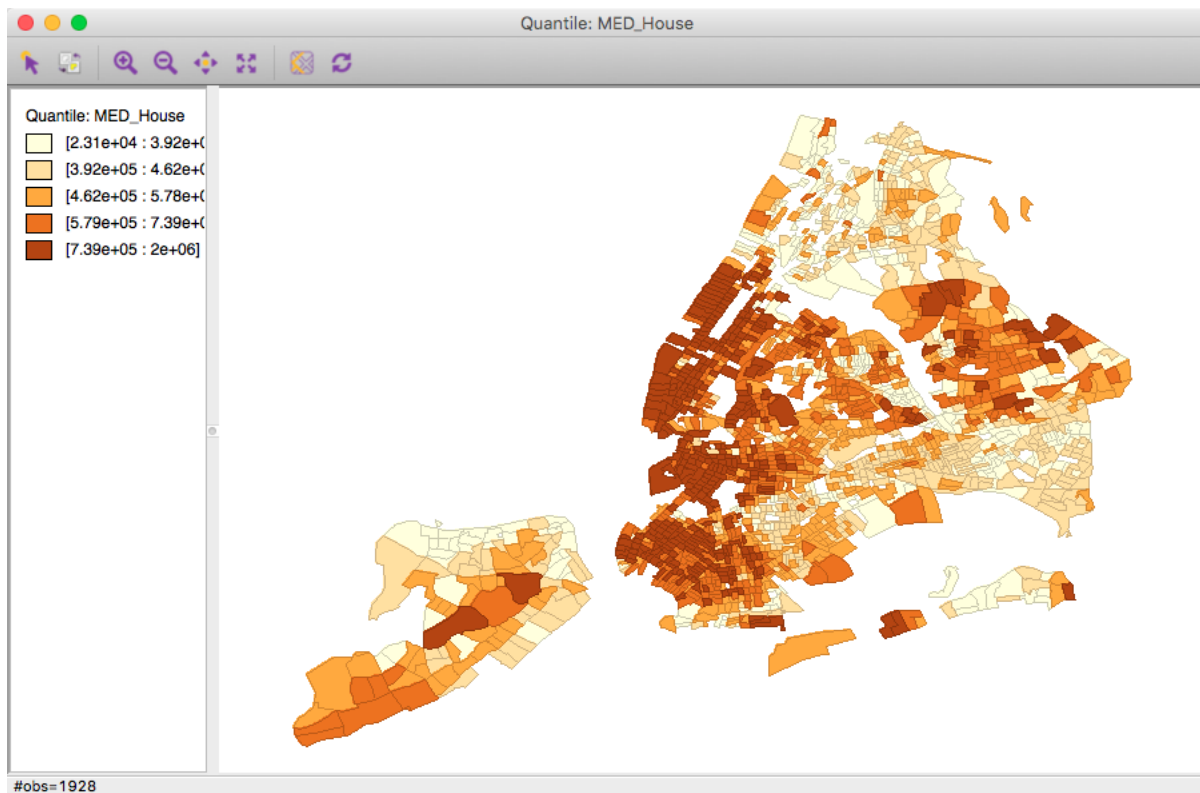 Quantile: MED_House
Quantile: MED_House
[2.31e+04 : 3.92e+0
[3.92e+05 : 4.62e+0
[4.62e+05 : 5.78e+0
[5.79e+05 : 7.39e+0
[7.39e+05 : 2e+06]
#obs=1928